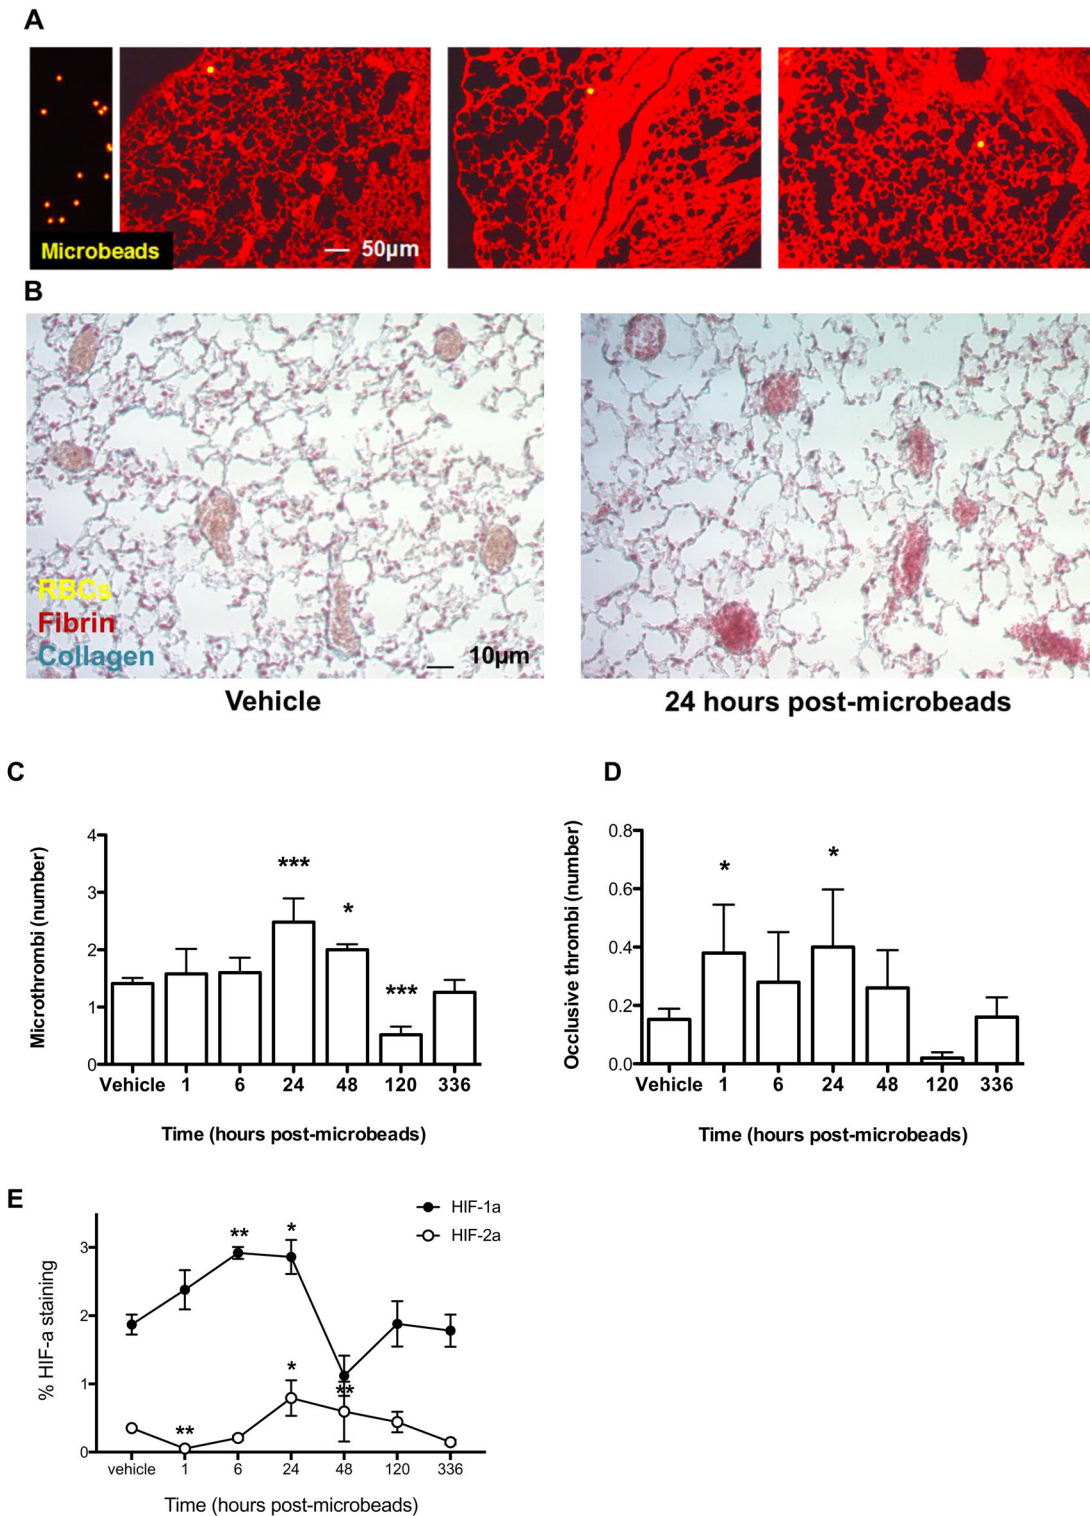 A
Microbeads
50µm
B
RBCs
Fibrin
Collagen
10µm
Vehicle
24 hours post-microbeads
C
Microthrombi (number)
4
3
2
1
0
***
*
***
Vehicle 1 6 24 48 120 336
Time (hours post-microbeads)
D
Occlusive thrombi (number)
0.8
0.6
0.4
0.2
0.0
*
*
Vehicle 1 6 24 48 120 336
Time (hours post-microbeads)
E
HIF-1a
HIF-2a
% HIF-a staining
3
2
1
0
**
*
*
**
**
vehicle 1 6 24 48 120 336
Time (hours post-microbeads)